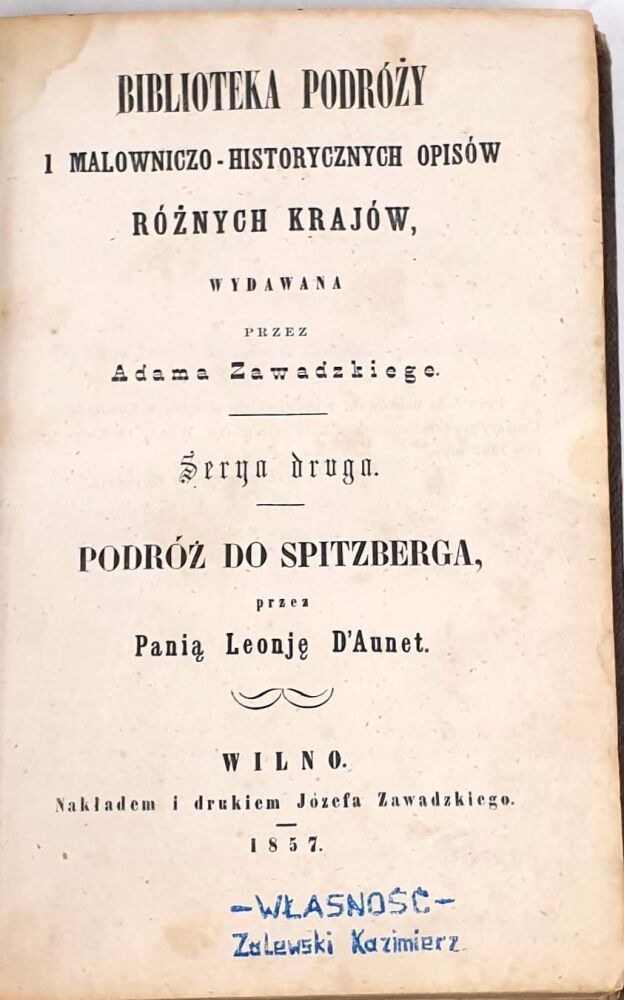 BIBLIOTEKA PODRÓŻY
I MALOWNICZO-HISTORYCZNYCH OPISÓW
RÓŻNYCH KRAJÓW,
WYDAWANA
PRZEZ
Adama Zawadzkiego.
Serya druga.
PODRÓŻ DO SPITZBERGA,
przez
Panią Leonję D'Aunet.
WILNO.
Nakładem i drukiem Józefa Zawadzkiego.
1857.
-WŁASNOŚĆ-
Zalewski Kazimierz